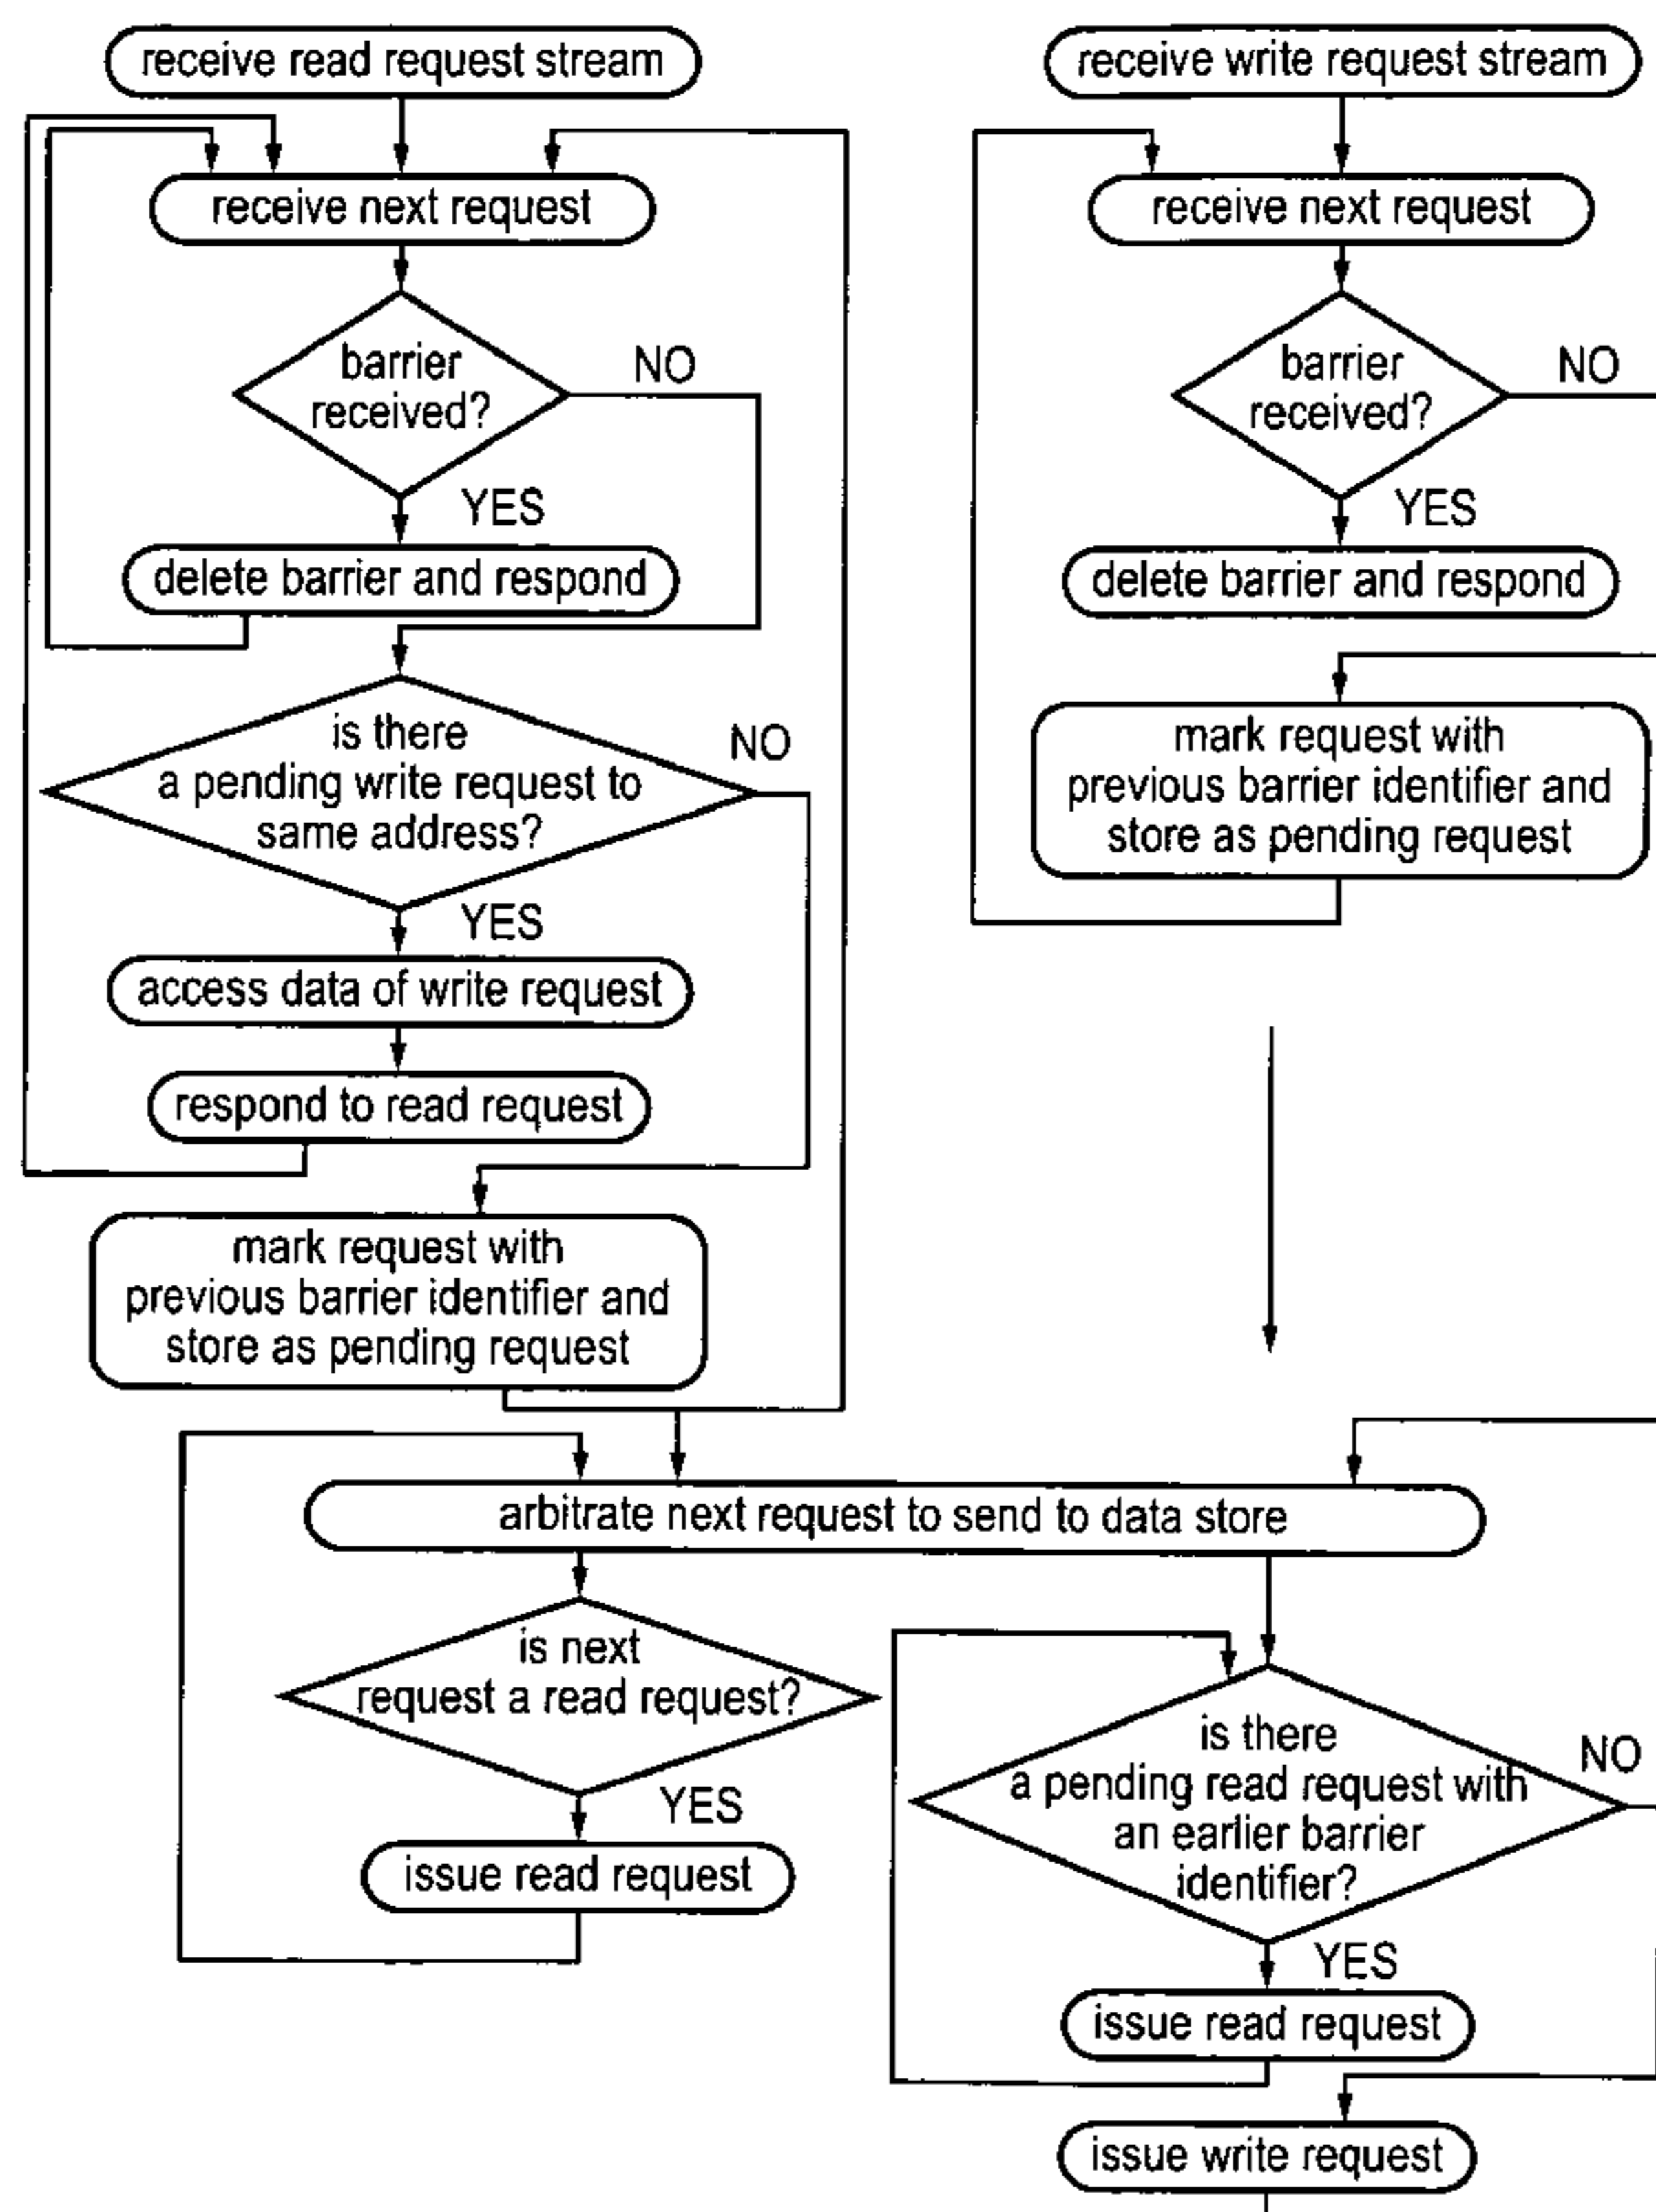 receive read request stream
receive next request
barrier
received?
NO
YES
delete barrier and respond
is there
a pending write request to
same address?
NO
YES
access data of write request
respond to read request
mark request with
previous barrier identifier and
store as pending request
receive write request stream
receive next request
barrier
received?
NO
YES
delete barrier and respond
mark request with
previous barrier identifier and
store as pending request
arbitrate next request to send to data store
is next
request a read request?
YES
issue read request
is there
a pending read request with
an earlier barrier
identifier?
NO
YES
issue read request
issue write request